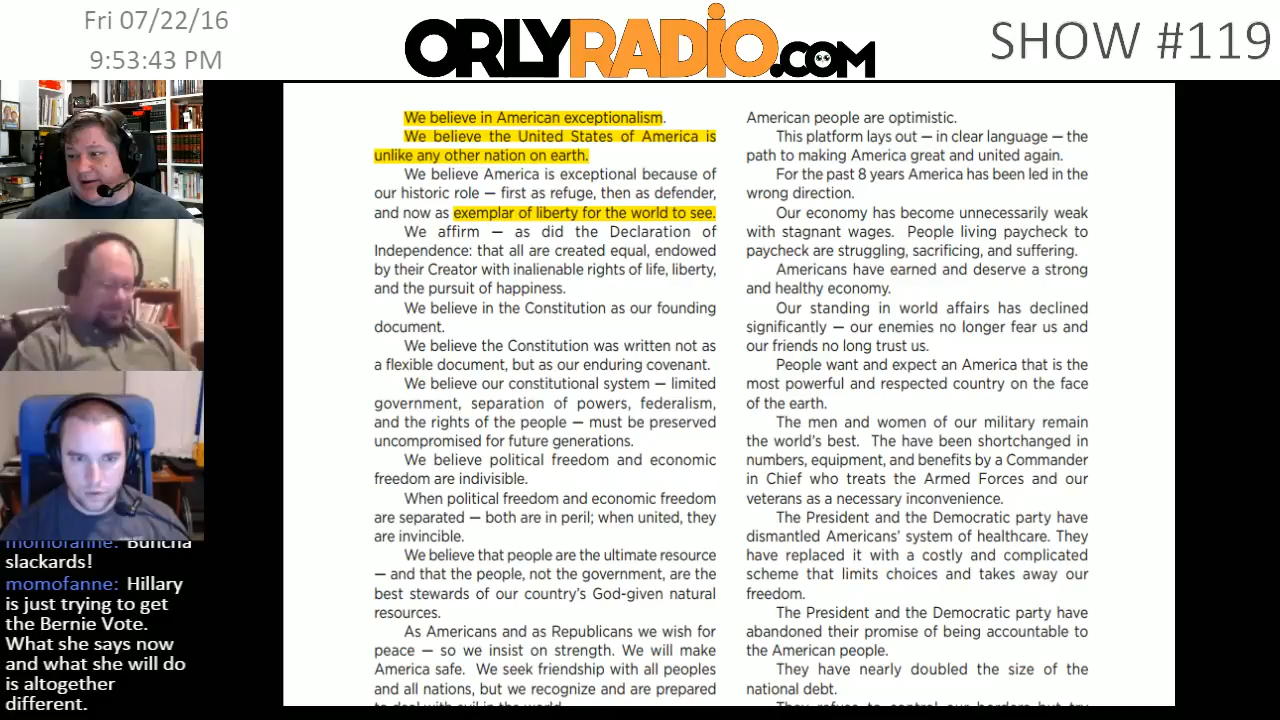 Fri 07/22/16
9:53:43 PM
ORLYRADiO.COM
SHOW #119
We believe in American exceptionalism.
We believe the United States of America is
unlike any other nation on earth.
We believe America is exceptional because of
our historic role — first as refuge, then as defender,
and now as exemplar of liberty for the world to see.
We affirm — as did the Declaration of
Independence: that all are created equal, endowed
by their Creator with inalienable rights of life, liberty,
and the pursuit of happiness.
We believe in the Constitution as our founding
document.
We believe the Constitution was written not as
a flexible document, but as our enduring covenant.
We believe our constitutional system — limited
government, separation of powers, federalism,
and the rights of the people — must be preserved
uncompromised for future generations.
We believe political freedom and economic
freedom are indivisible.
When political freedom and economic freedom
are separated — both are in peril; when united, they
are invincible.
We believe that people are the ultimate resource
— and that the people, not the government, are the
best stewards of our country's God-given natural
resources.
As Americans and as Republicans we wish for
peace — so we insist on strength. We will make
America safe. We seek friendship with all peoples
and all nations, but we recognize and are prepared
to deal with evil in the world.
American people are optimistic.
This platform lays out — in clear language — the
path to making America great and united again.
For the past 8 years America has been led in the
wrong direction.
Our economy has become unnecessarily weak
with stagnant wages. People living paycheck to
paycheck are struggling, sacrificing, and suffering.
Americans have earned and deserve a strong
and healthy economy.
Our standing in world affairs has declined
significantly — our enemies no longer fear us and
our friends no long trust us.
People want and expect an America that is the
most powerful and respected country on the face
of the earth.
The men and women of our military remain
the world's best. The have been shortchanged in
numbers, equipment, and benefits by a Commander
in Chief who treats the Armed Forces and our
veterans as a necessary inconvenience.
The President and the Democratic party have
dismantled Americans' system of healthcare. They
have replaced it with a costly and complicated
scheme that limits choices and takes away our
freedom.
The President and the Democratic party have
abandoned their promise of being accountable to
the American people.
They have nearly doubled the size of the
national debt.
They refuse to control our borders but try
momofanne: Buncha
slackards!
momofanne: Hillary
is just trying to get
the Bernie Vote.
What she says now
and what she will do
is altogether
different.